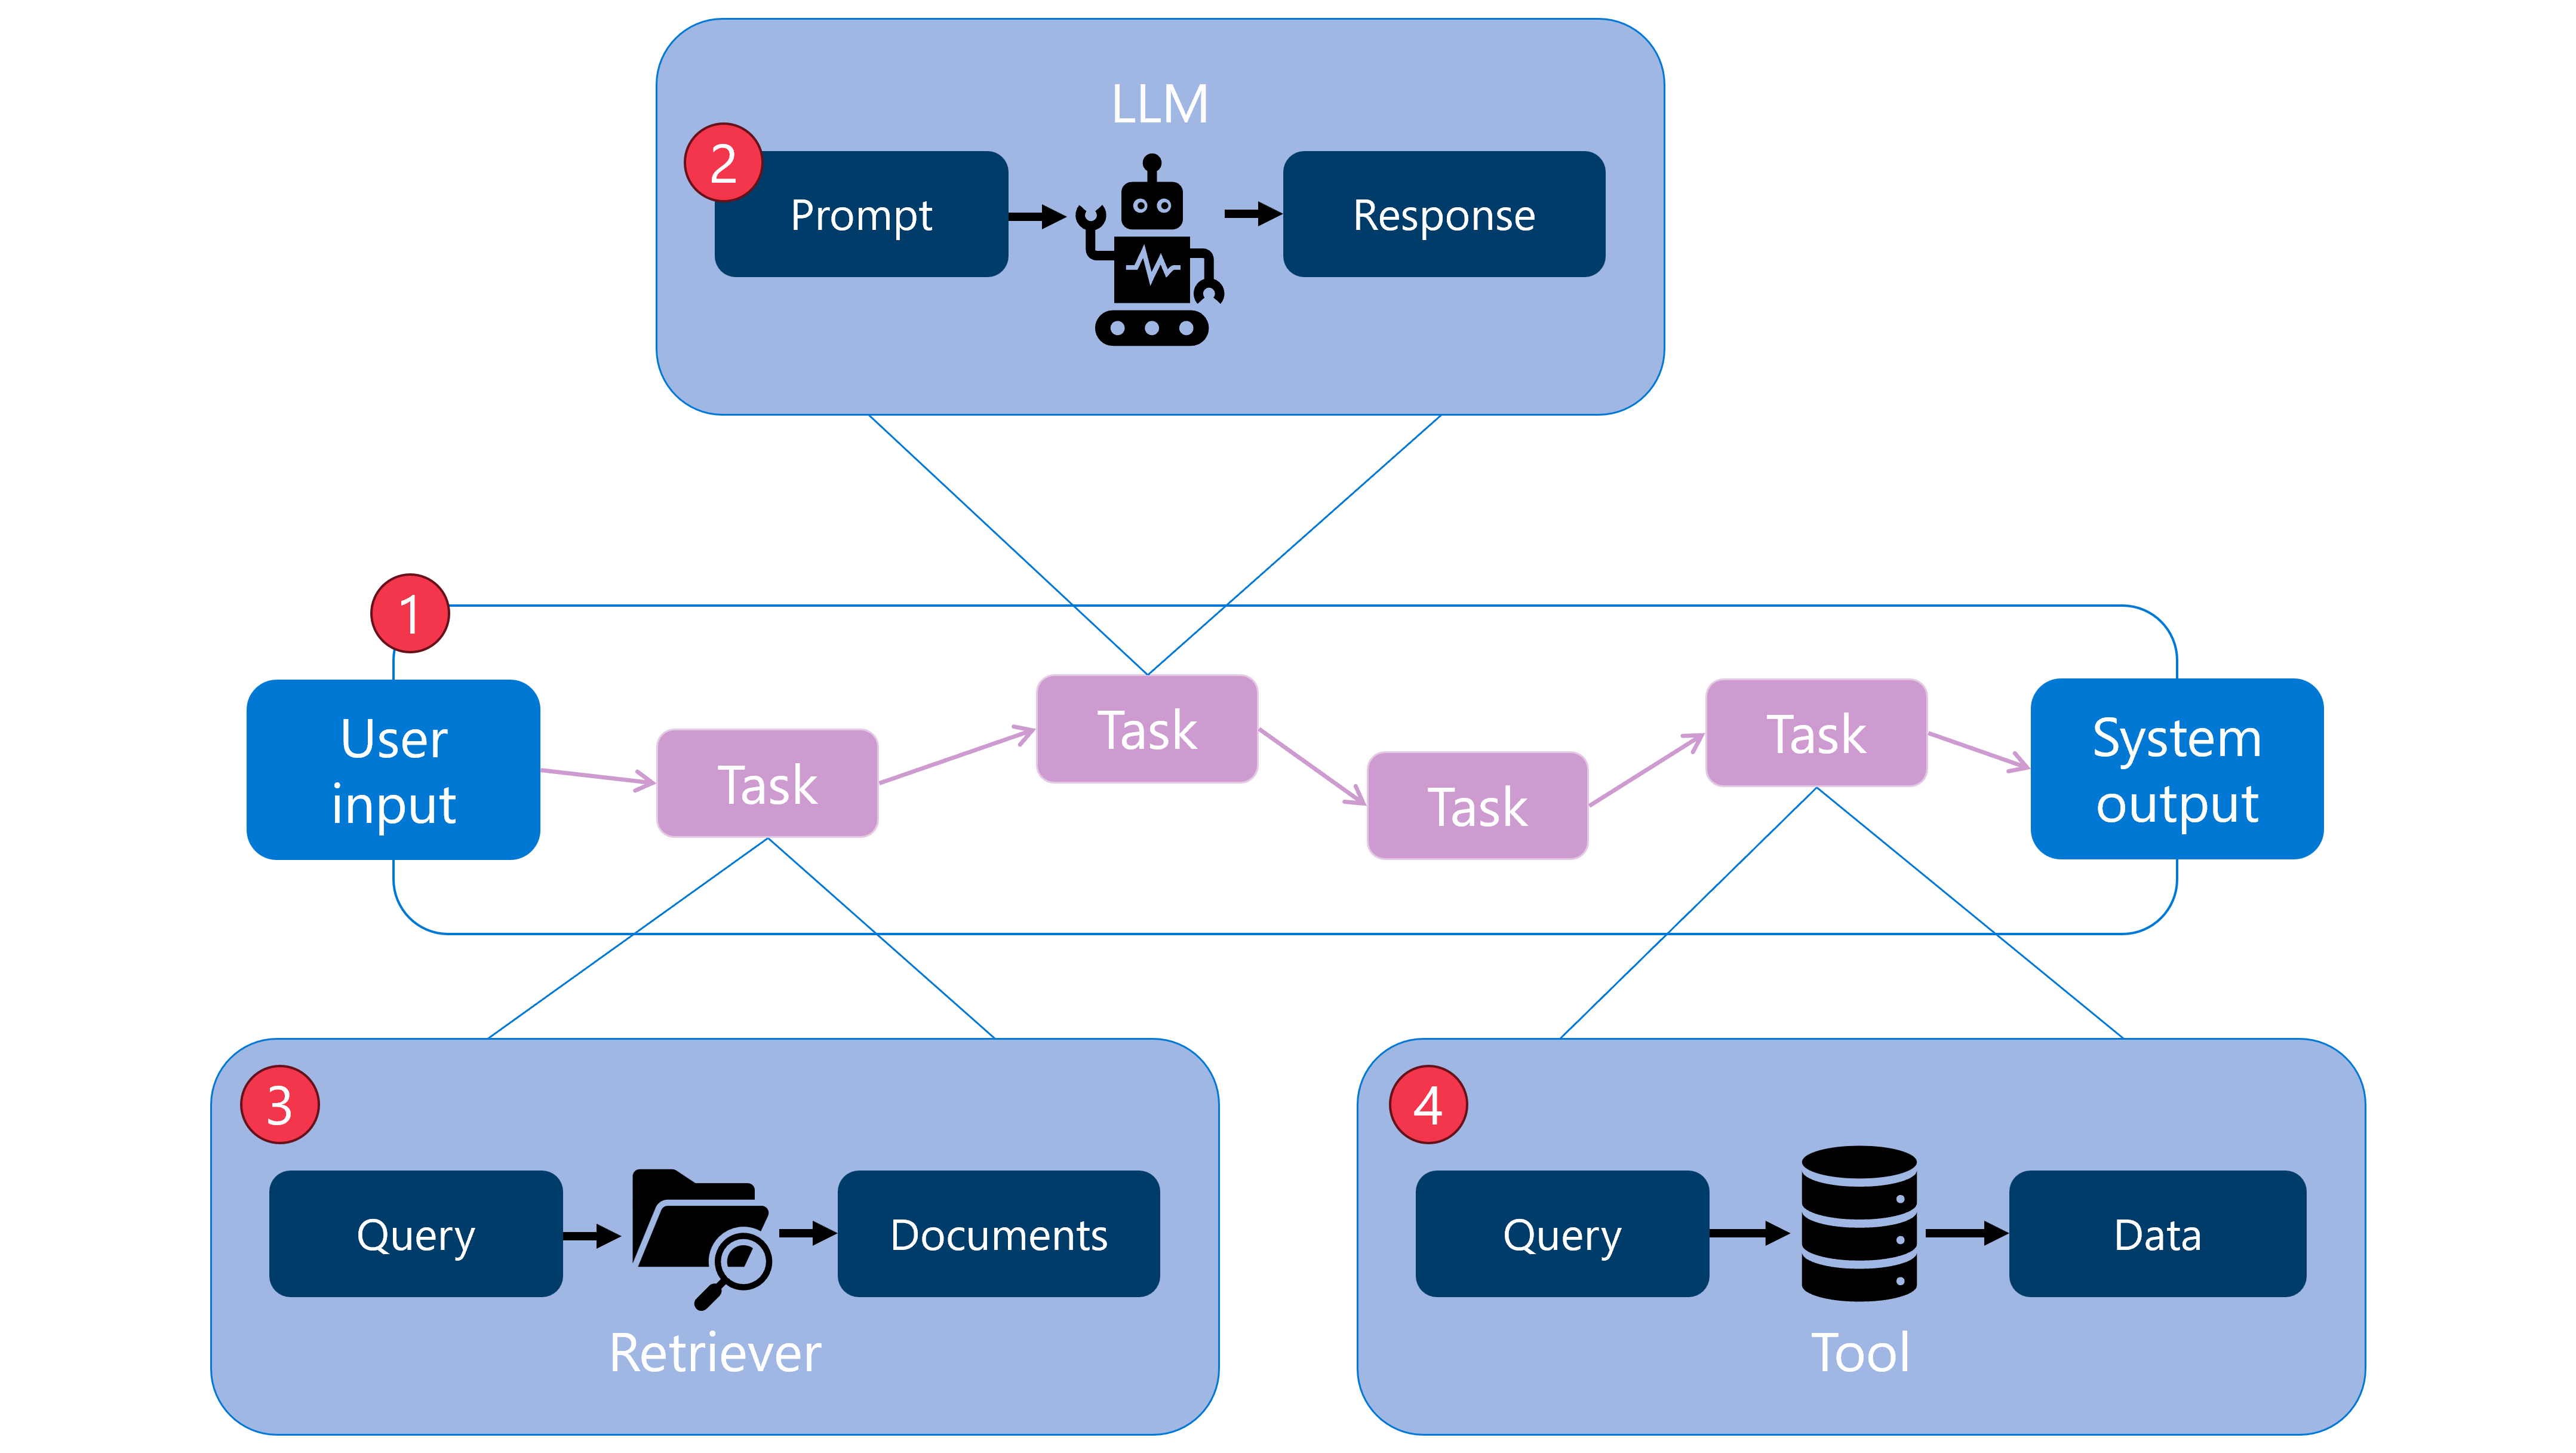 LLM
2
Prompt
Response
1
User
input
Task
Task
Task
Task
System
output
3
Query
Documents
Retriever
4
Query
Data
Tool